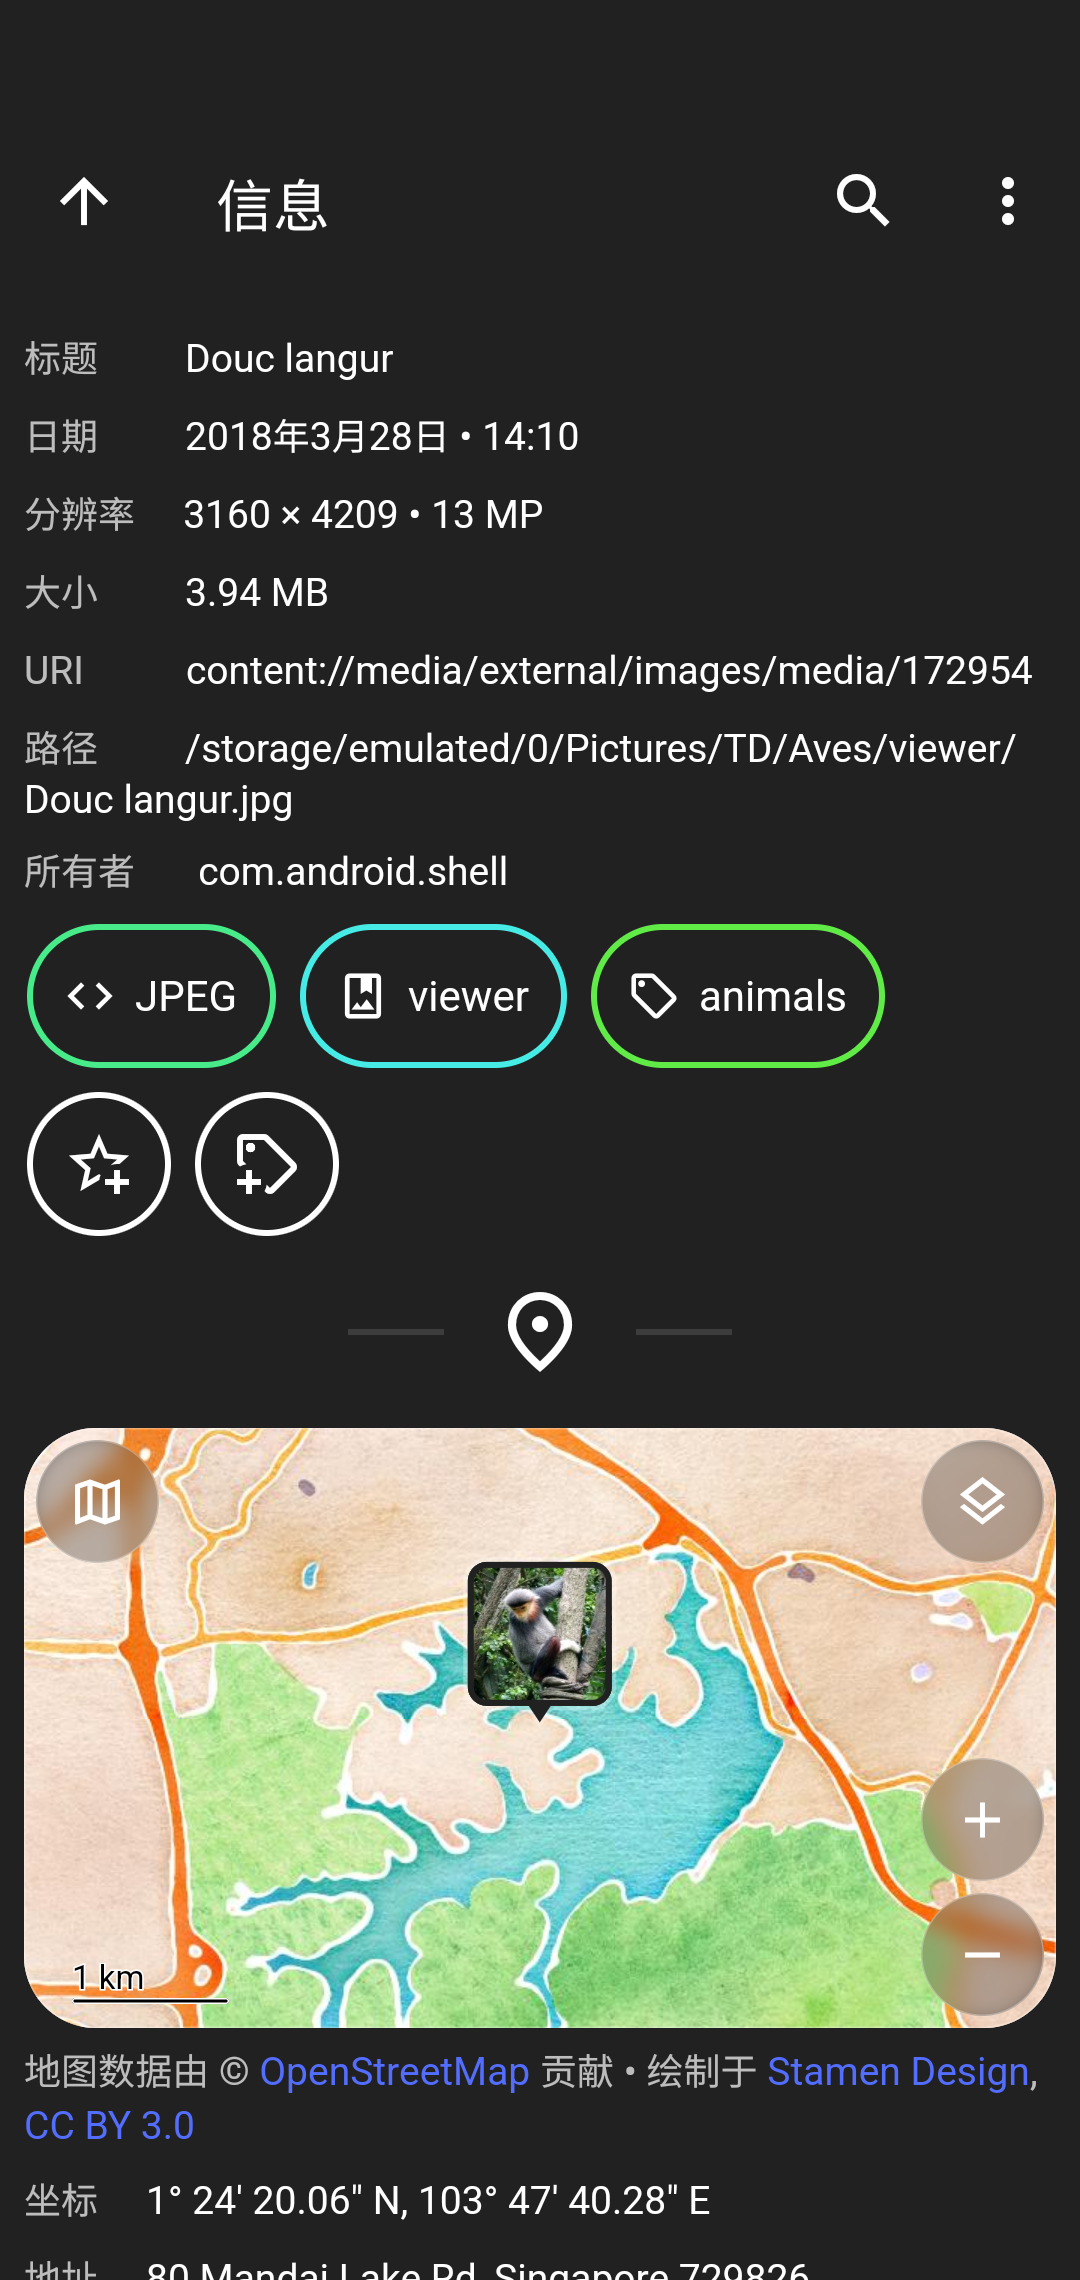 信息
标题 Douc langur
日期 2018年3月28日 • 14:10
分辨率 3160 × 4209 • 13 MP
大小 3.94 MB
URI content://media/external/images/media/172954
路径 /storage/emulated/0/Pictures/TD/Aves/viewer/
Douc langur.jpg
所有者 com.android.shell
JPEG viewer animals
1 km
地图数据由 © OpenStreetMap 贡献 • 绘制于 Stamen Design,
CC BY 3.0
坐标 1° 24' 20.06" N, 103° 47' 40.28" E
地址 80 Mandai Lake Rd, Singapore 729826